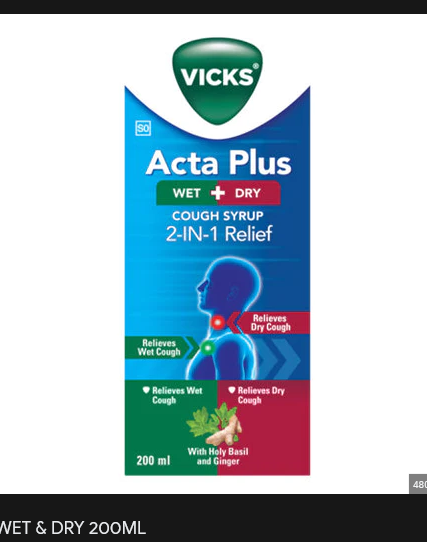 VICKS®
S0
Acta Plus
WET + DRY
COUGH SYRUP
2-IN-1 Relief
Relieves
Dry Cough
Relieves
Wet Cough
Relieves Wet
Cough
Relieves Dry
Cough
With Holy Basil
and Ginger
200 ml
480
WET & DRY 200ML